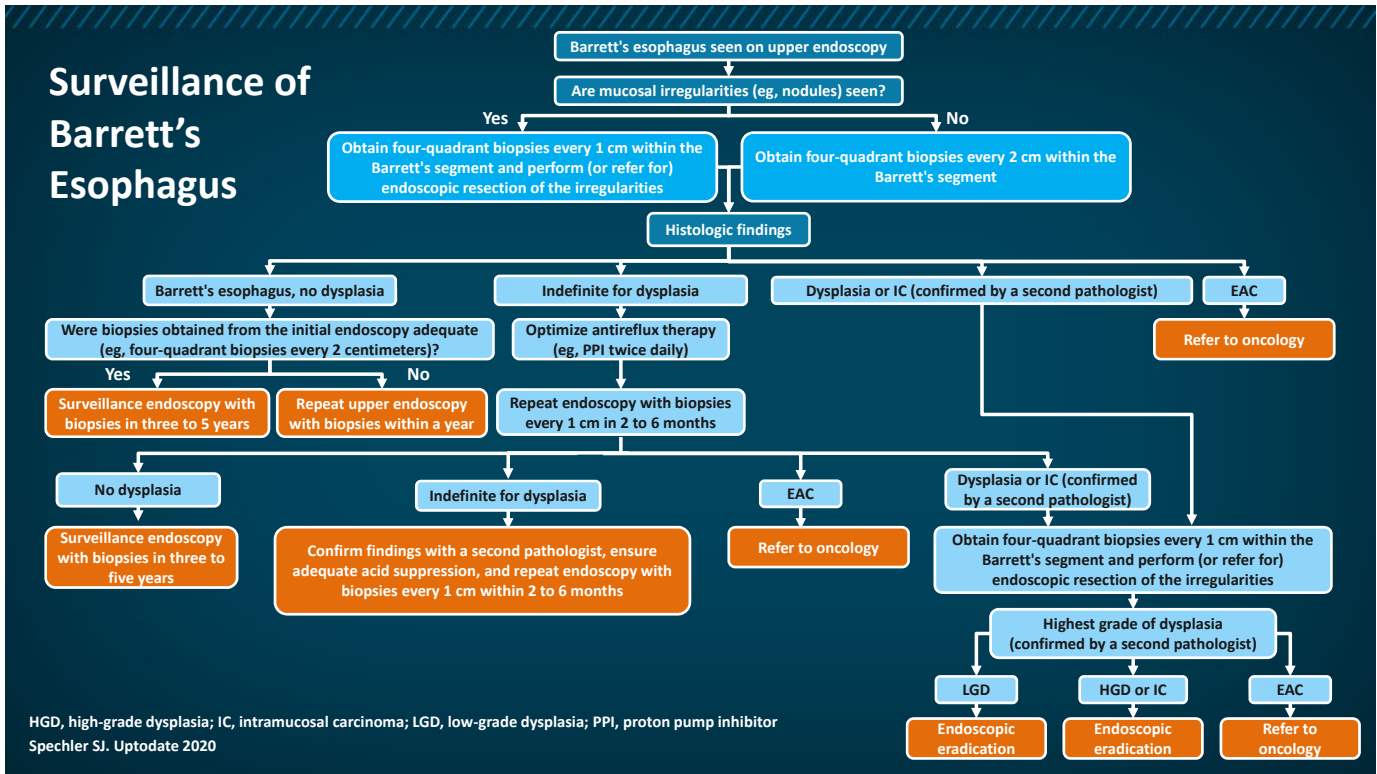 Surveillance of
Barrett’s
Esophagus
Barrett's esophagus seen on upper endoscopy
Are mucosal irregularities (eg, nodules) seen?
Yes
No
Obtain four-quadrant biopsies every 1 cm within the
Barrett's segment and perform (or refer for)
endoscopic resection of the irregularities
Obtain four-quadrant biopsies every 2 cm within the
Barrett's segment
Histologic findings
Barrett's esophagus, no dysplasia
Indefinite for dysplasia
Dysplasia or IC (confirmed by a second pathologist)
EAC
Were biopsies obtained from the initial endoscopy adequate
(eg, four-quadrant biopsies every 2 centimeters)?
Optimize antireflux therapy
(eg, PPI twice daily)
Refer to oncology
Yes
No
Surveillance endoscopy with
biopsies in three to 5 years
Repeat upper endoscopy
with biopsies within a year
Repeat endoscopy with biopsies
every 1 cm in 2 to 6 months
No dysplasia
Indefinite for dysplasia
EAC
Dysplasia or IC (confirmed
by a second pathologist)
Surveillance endoscopy
with biopsies in three to
five years
Confirm findings with a second pathologist, ensure
adequate acid suppression, and repeat endoscopy with
biopsies every 1 cm within 2 to 6 months
Refer to oncology
Obtain four-quadrant biopsies every 1 cm within the
Barrett's segment and perform (or refer for)
endoscopic resection of the irregularities
Highest grade of dysplasia
(confirmed by a second pathologist)
LGD
HGD or IC
EAC
Endoscopic
eradication
Endoscopic
eradication
Refer to
oncology
HGD, high-grade dysplasia; IC, intramucosal carcinoma; LGD, low-grade dysplasia; PPI, proton pump inhibitor
Spechler SJ. Uptodate 2020